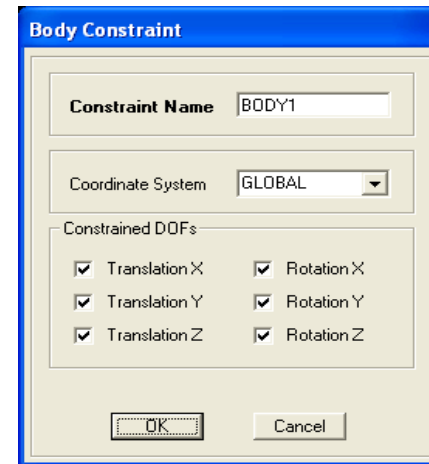 Body Constraint
Constraint Name BODY1
Coordinate System GLOBAL
Constrained DOFs
Translation X Rotation X
Translation Y Rotation Y
Translation Z Rotation Z
OK Cancel